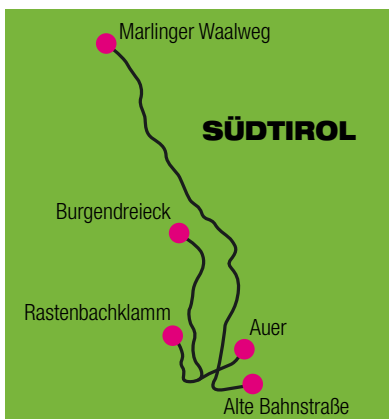 Marlinger Waalweg
SÜDTIROL
Burgendreieck
Rastenbachklamm
Auer
Alte Bahnstraße